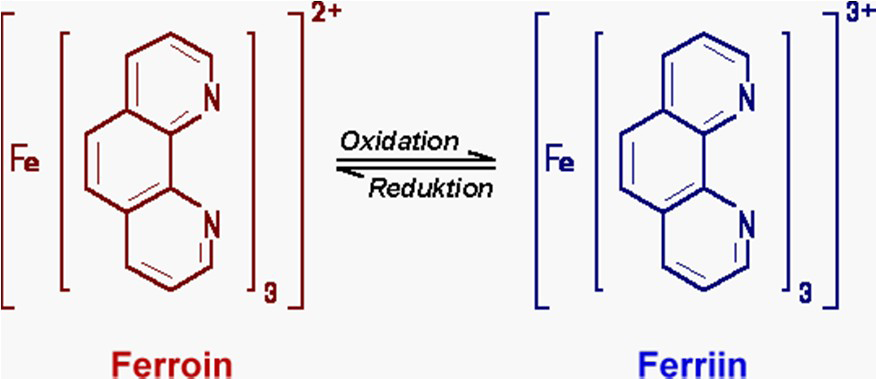 2+
3+
N
N
Oxidation
Fe
Fe
Reduktion
N
N
3
3
Ferroin
Ferriin